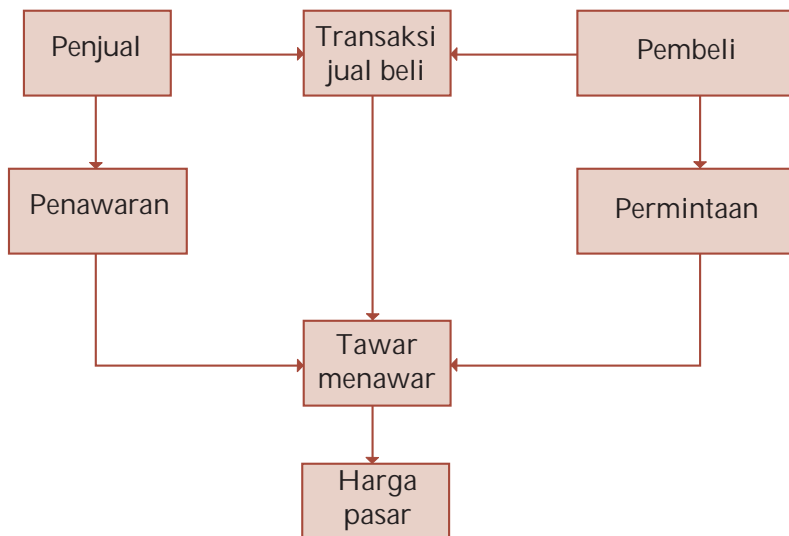 Penjual
Transaksi
jual beli
Pembeli
Penawaran
Permintaan
Tawar
menawar
Harga
pasar